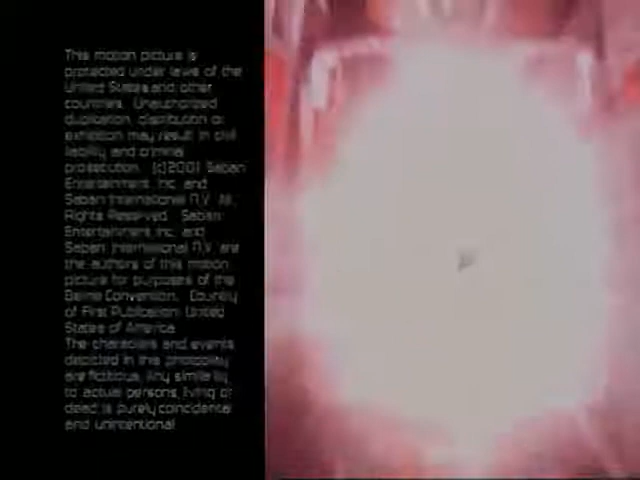 This motion picture is
protected under laws of the
United States and other
countries. Unauthorized
duplication, distribution or
exhibition may result in civil
liability and criminal
prosecution. (c)2001 Saban
Entertainment, Inc. and
Saban International N.V. All
Rights Reserved. Saban
Entertainment, Inc. and
Saban International N.V. are
the authors of this motion
picture for purposes of the
Berne Convention. Country
of First Publication: United
States of America.
The characters and events
depicted in this photoplay
are fictitious. Any similarity
to actual persons, living or
dead is purely coincidental
and unintentional.